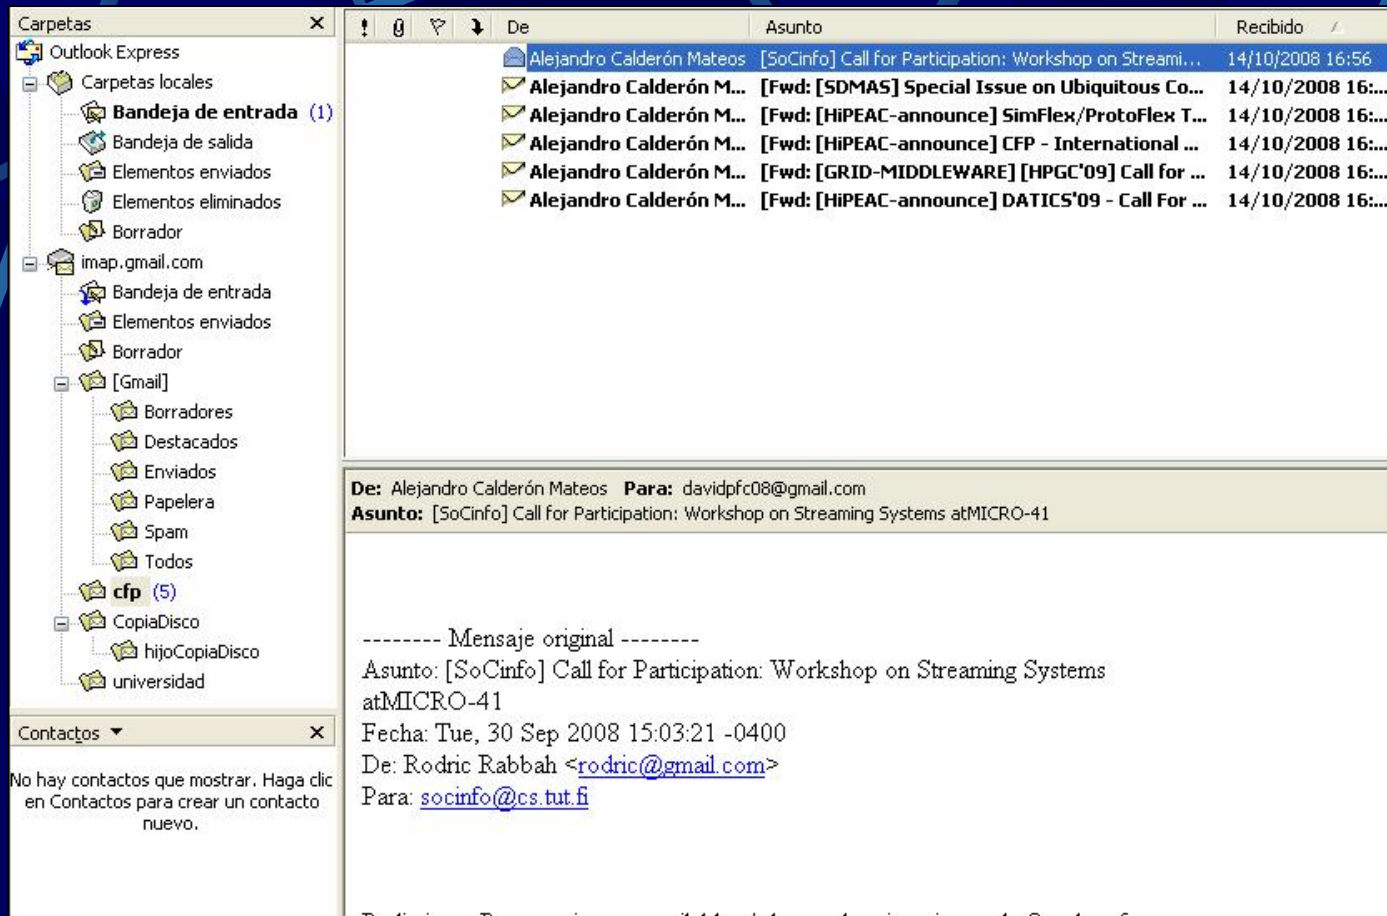 Carpetas
Outlook Express
Carpetas locales
Bandeja de entrada (1)
Bandeja de salida
Elementos enviados
Elementos eliminados
Borrador
imap.gmail.com
Bandeja de entrada
Elementos enviados
Borrador
[Gmail]
Borradores
Destacados
Enviados
Papelera
Spam
Todos
cfp (5)
CopiaDisco
hijoCopiaDisco
universidad
Contactos
No hay contactos que mostrar. Haga clic
en Contactos para crear un contacto
nuevo.
De Asunto Recibido
Alejandro Calderón Mateos [SoCinfo] Call for Participation: Workshop on Streami... 14/10/2008 16:56
Alejandro Calderón M... [Fwd: [SDMAS] Special Issue on Ubiquitous Co... 14/10/2008 16:...
Alejandro Calderón M... [Fwd: [HiPEAC-announce] SimFlex/ProtoFlex T... 14/10/2008 16:...
Alejandro Calderón M... [Fwd: [HiPEAC-announce] CFP - International ... 14/10/2008 16:...
Alejandro Calderón M... [Fwd: [GRID-MIDDLEWARE] [HPGC'09] Call for ... 14/10/2008 16:...
Alejandro Calderón M... [Fwd: [HiPEAC-announce] DATICS'09 - Call For ... 14/10/2008 16:...
De: Alejandro Calderón Mateos Para: davidpfc08@gmail.com
Asunto: [SoCinfo] Call for Participation: Workshop on Streaming Systems atMICRO-41
-------- Mensaje original --------
Asunto: [SoCinfo] Call for Participation: Workshop on Streaming Systems
atMICRO-41
Fecha: Tue, 30 Sep 2008 15:03:21 -0400
De: Rodric Rabbah <rodric@gmail.com>
Para: socinfo@cs.tut.fi